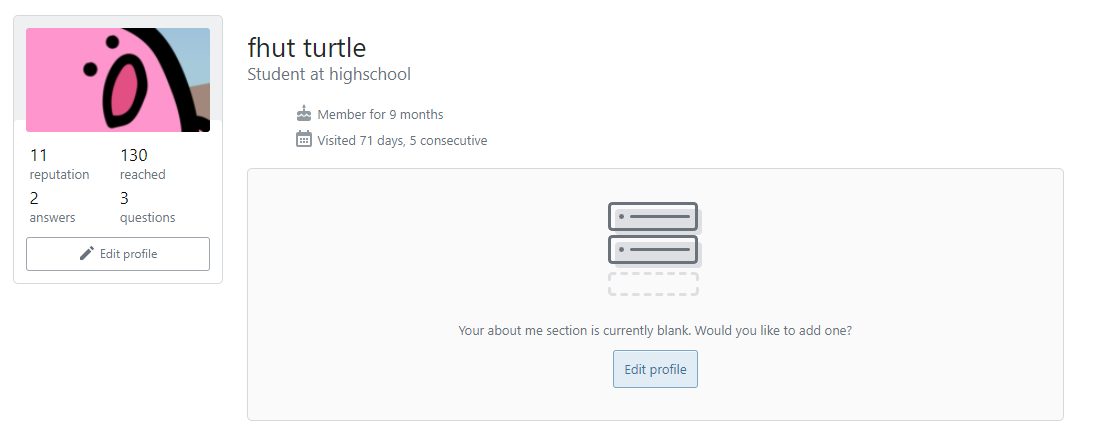 fhut turtle
Student at highschool
Member for 9 months
Visited 71 days, 5 consecutive
11 130
reputation reached
2 3
answers questions
Edit profile
Your about me section is currently blank. Would you like to add one?
Edit profile